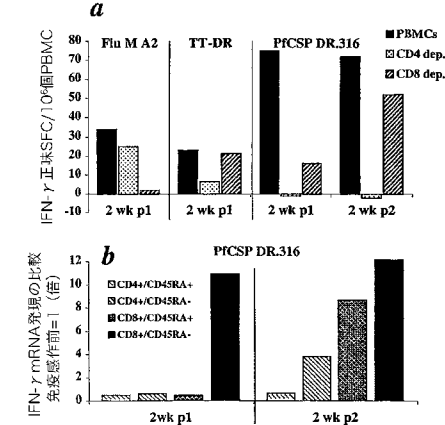 a
Flu M A2
TT-DR
PfCSP DR.316
PBMCs
CD4 dep.
CD8 dep.
IFN-γ 正味SFC/10⁶個PBMC
80
70
60
50
40
30
20
10
0
-10
2 wk p1
2 wk p1
2 wk p1
2 wk p2
b
PfCSP DR.316
IFN-γ mRNA発現の比較
免疫感作前=1 (倍)
12
10
8
6
4
2
0
CD4+/CD45RA+
CD4+/CD45RA-
CD8+/CD45RA+
CD8+/CD45RA-
2wk p1
2 wk p2